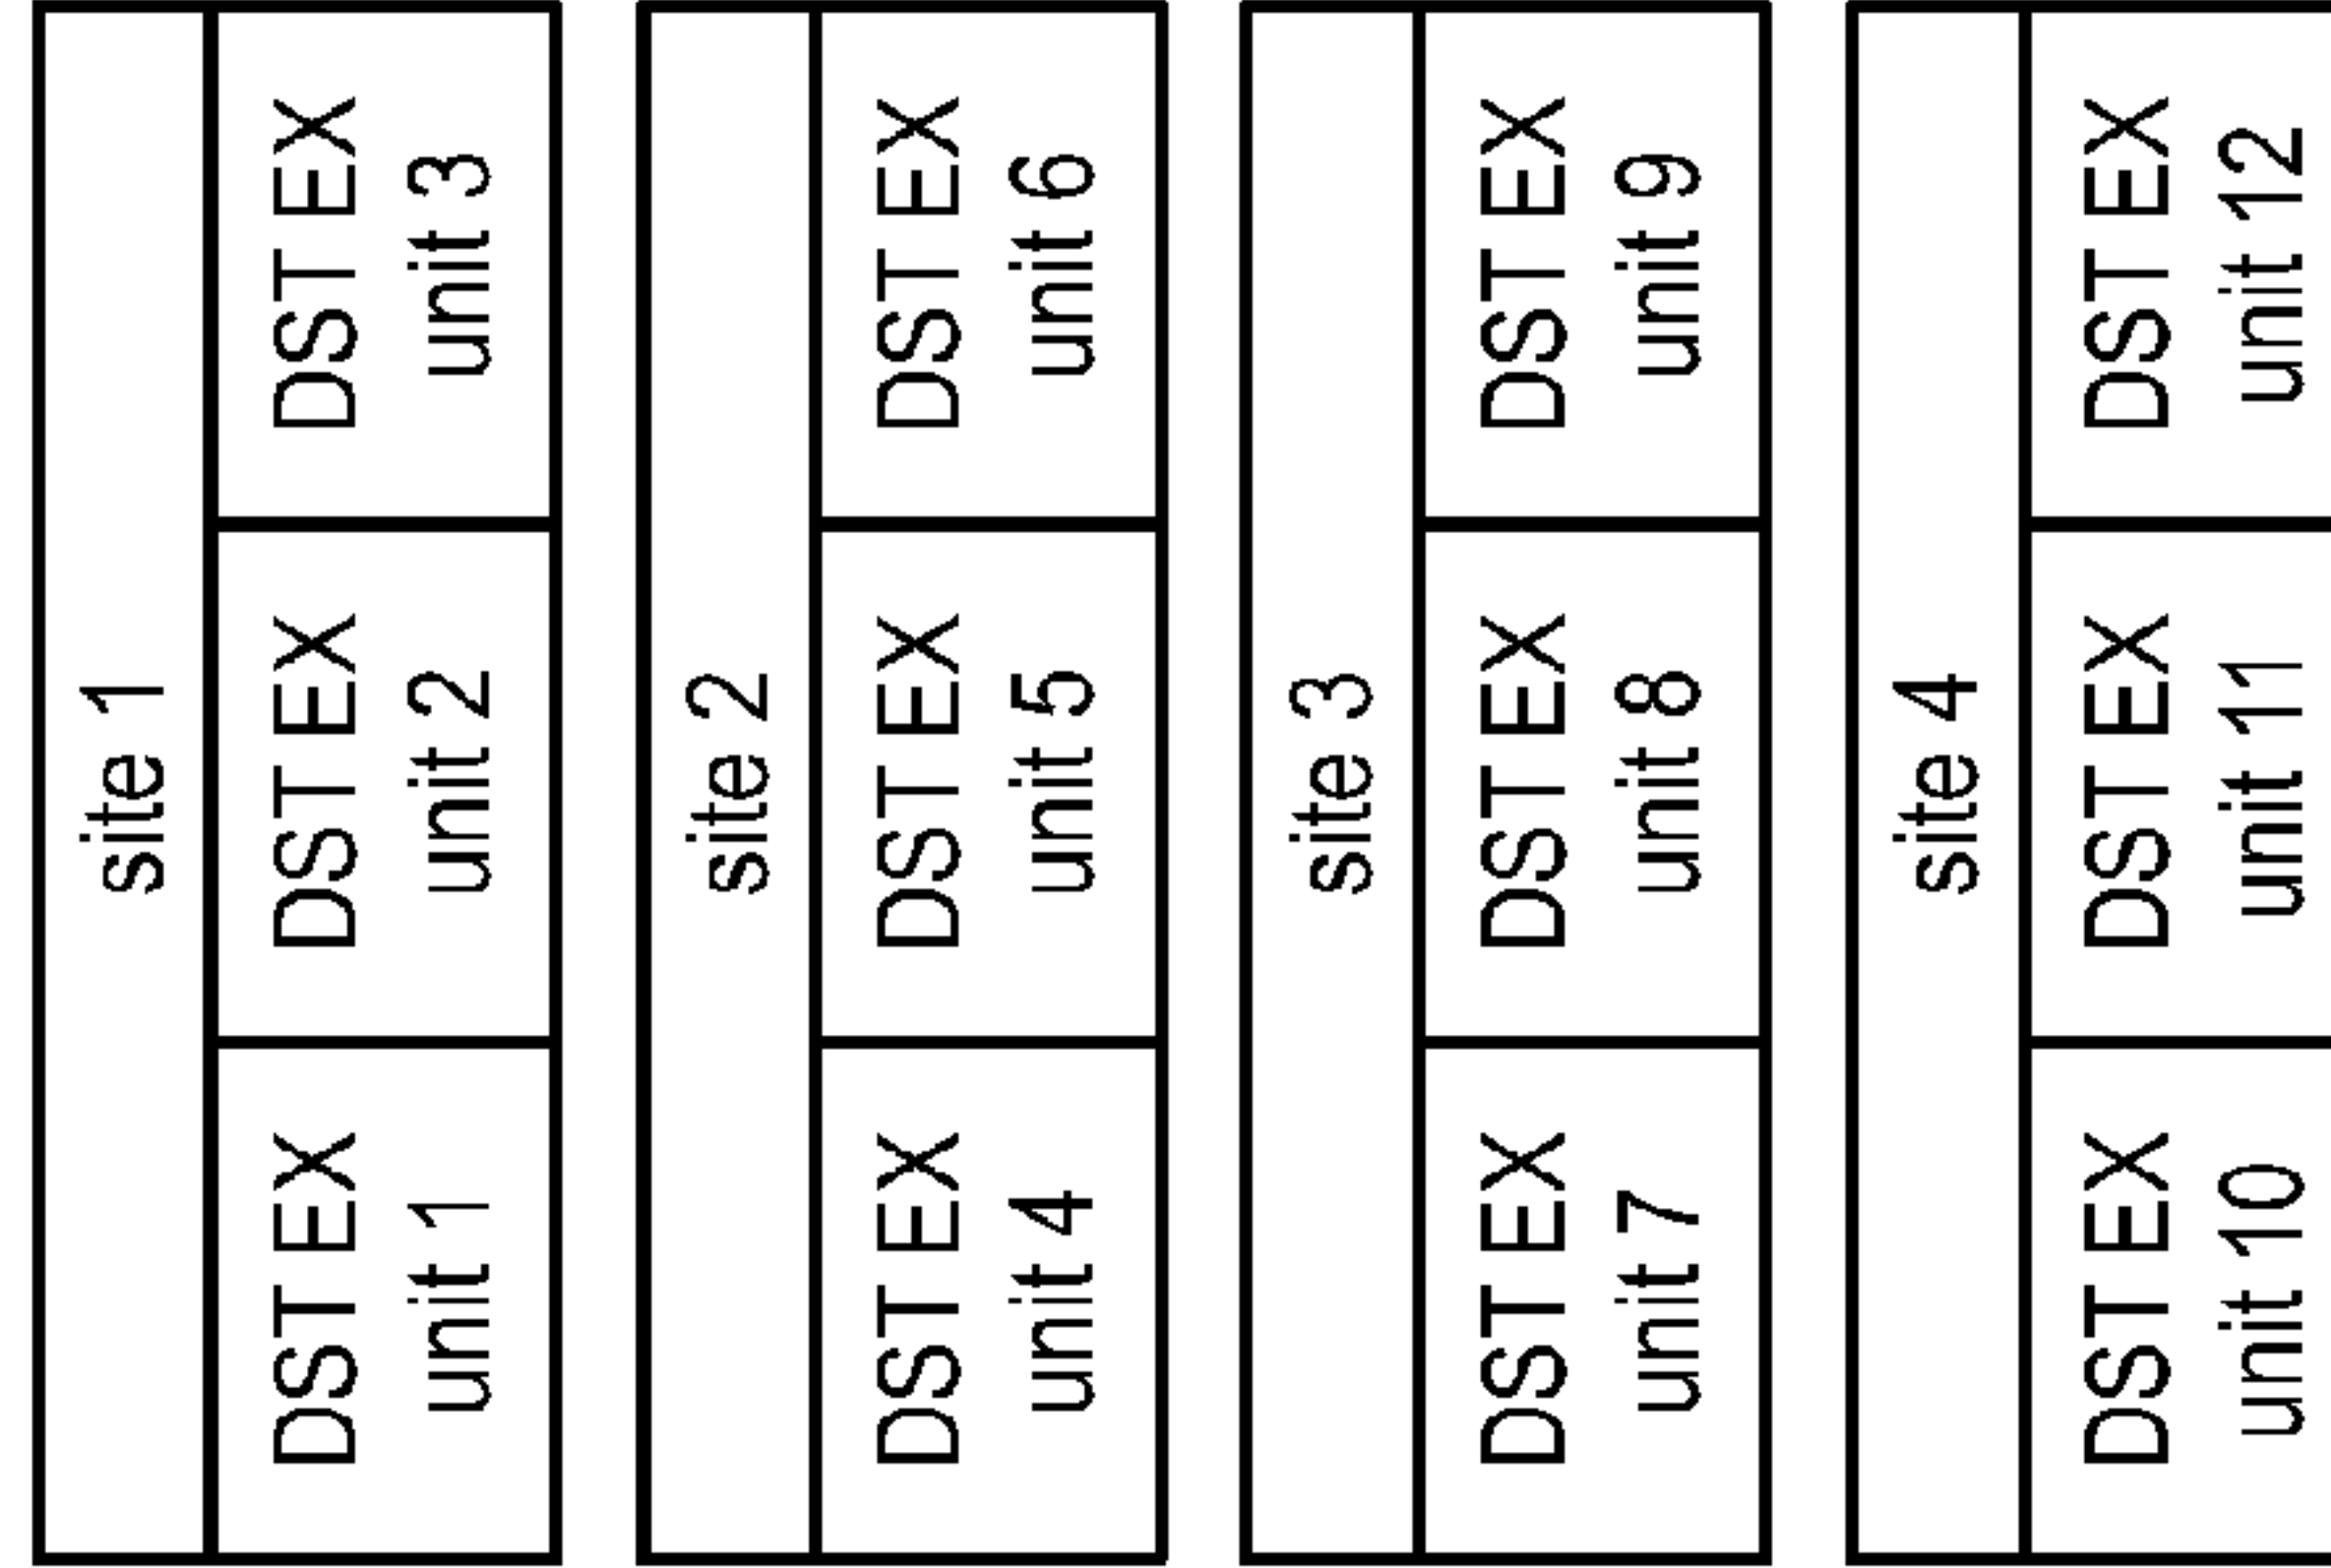 site 1
DST EX
unit 1
DST EX
unit 2
DST EX
unit 3
site 2
DST EX
unit 4
DST EX
unit 5
DST EX
unit 6
site 3
DST EX
unit 7
DST EX
unit 8
DST EX
unit 9
site 4
DST EX
unit 10
DST EX
unit 11
DST EX
unit 12